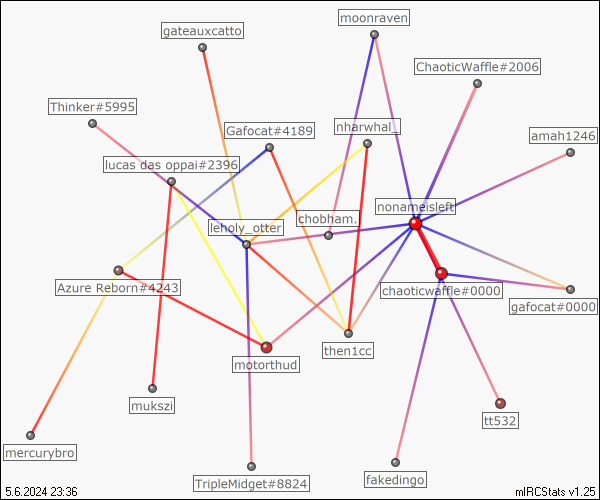 moonraven
gateauxcatto
ChaoticWaffle#2006
Thinker#5995
Gafocat#4189
nharwhal_
amah1246
lucas das oppai#2396
nonameisleft
chobham.
leholy_otter
Azure Reborn#4243
chaoticwaffle#0000
gafocat#0000
then1cc
motorthud
mukszi
tt532
mercurybro
TripleMidget#8824
fakedingo
5.6.2024 23:36
mIRCStats v1.25